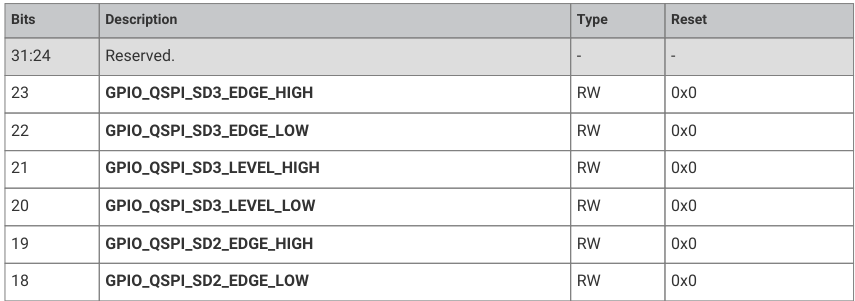 Bits Description Type Reset
31:24 Reserved. - -
23 GPIO_QSPI_SD3_EDGE_HIGH RW 0x0
22 GPIO_QSPI_SD3_EDGE_LOW RW 0x0
21 GPIO_QSPI_SD3_LEVEL_HIGH RW 0x0
20 GPIO_QSPI_SD3_LEVEL_LOW RW 0x0
19 GPIO_QSPI_SD2_EDGE_HIGH RW 0x0
18 GPIO_QSPI_SD2_EDGE_LOW RW 0x0